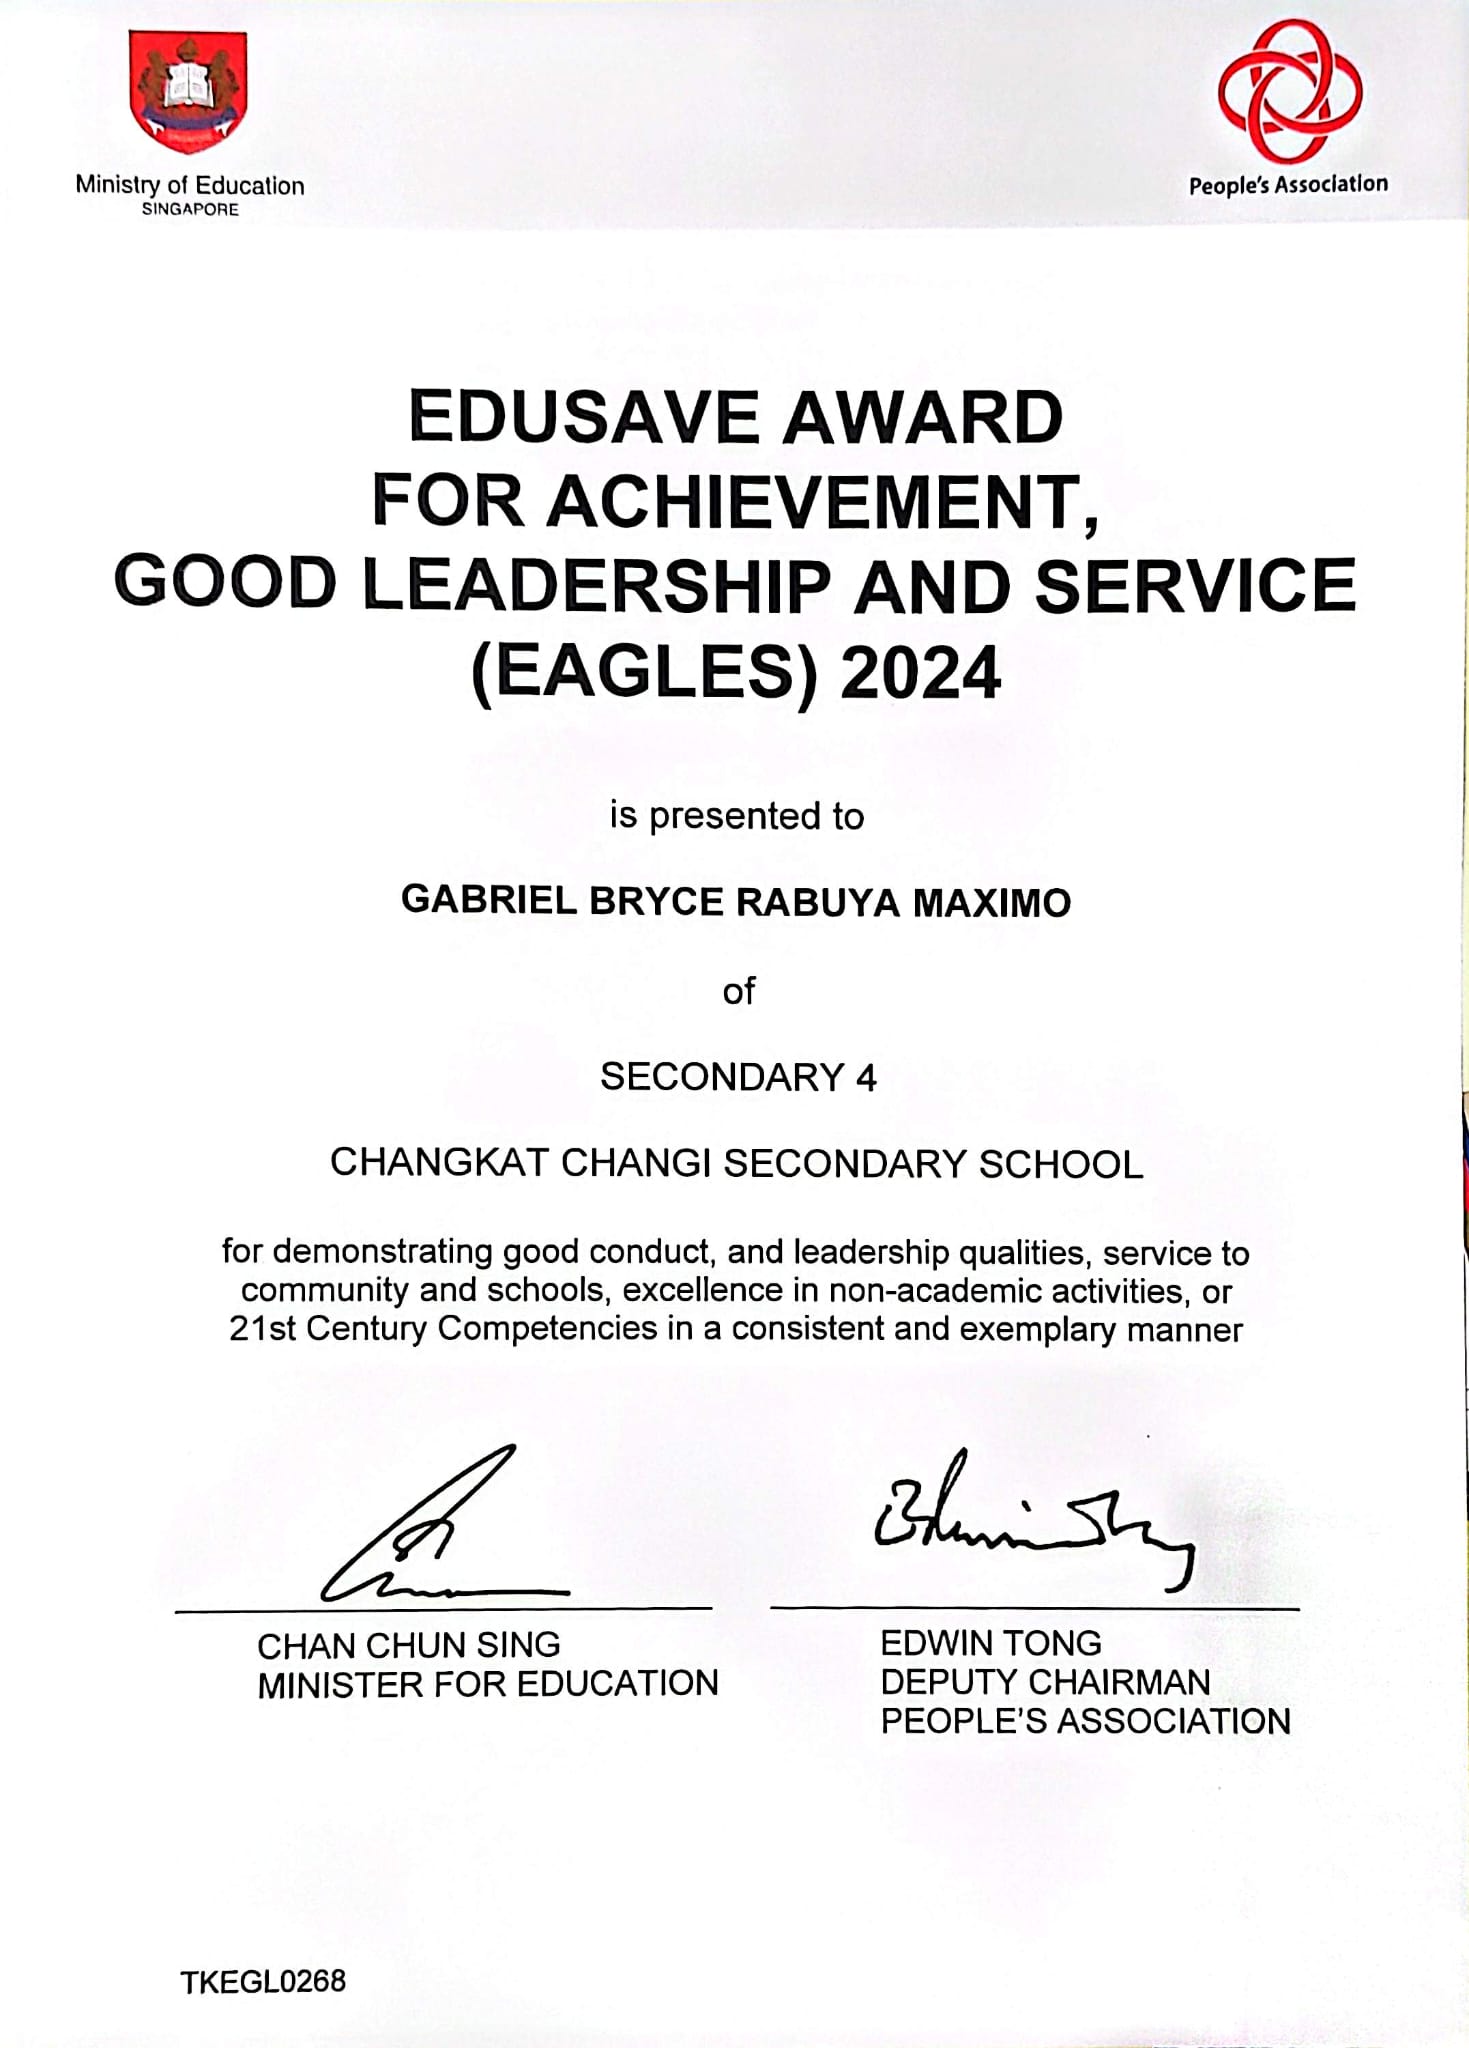 Ministry of Education
SINGAPORE
People's Association
EDUSAVE AWARD
FOR ACHIEVEMENT,
GOOD LEADERSHIP AND SERVICE
(EAGLES) 2024
is presented to
GABRIEL BRYCE RABUYA MAXIMO
of
SECONDARY 4
CHANGKAT CHANGI SECONDARY SCHOOL
for demonstrating good conduct, and leadership qualities, service to
community and schools, excellence in non-academic activities, or
21st Century Competencies in a consistent and exemplary manner
CHAN CHUN SING
MINISTER FOR EDUCATION
EDWIN TONG
DEPUTY CHAIRMAN
PEOPLE'S ASSOCIATION
TKEGL0268